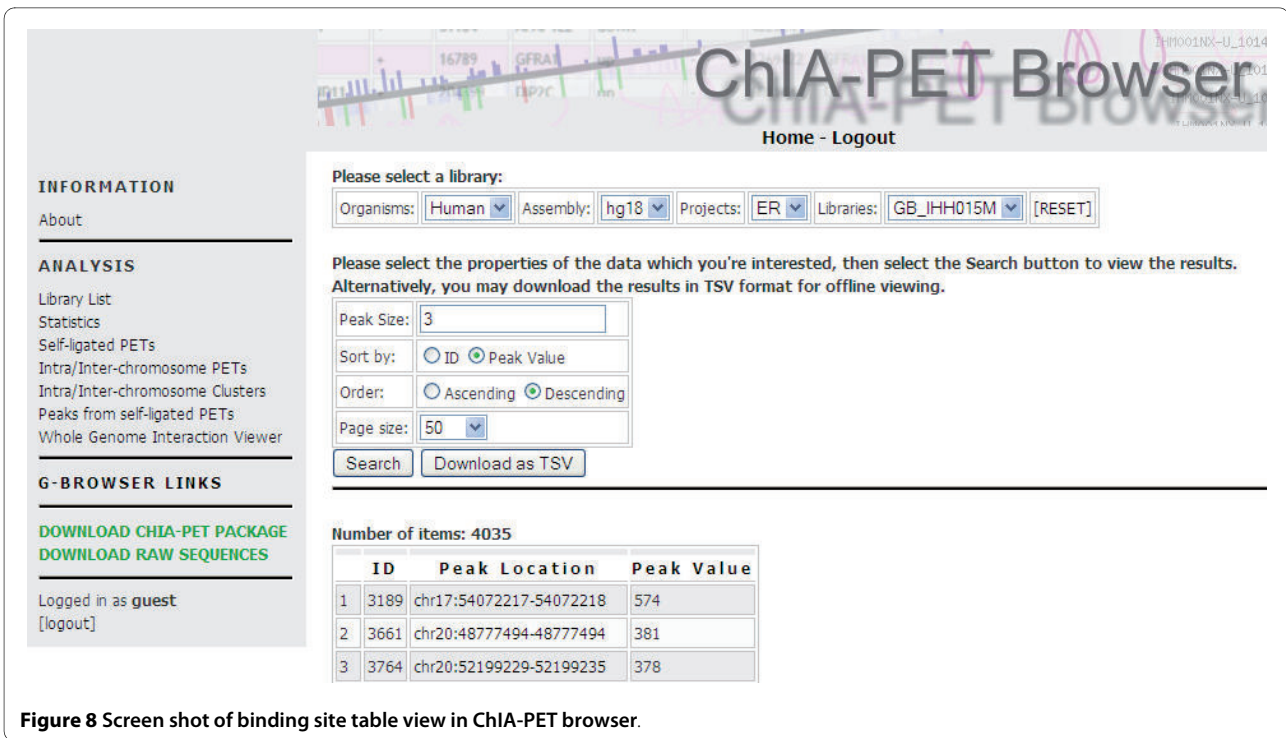 16789
GFRA1
ChIA-PET Browser
Home - Logout
INFORMATION
About
ANALYSIS
Library List
Statistics
Self-ligated PETs
Intra/Inter-chromosome PETs
Intra/Inter-chromosome Clusters
Peaks from self-ligated PETs
Whole Genome Interaction Viewer
G-BROWSER LINKS
DOWNLOAD CHIA-PET PACKAGE
DOWNLOAD RAW SEQUENCES
Logged in as guest
[logout]
Please select a library:
Organisms: Human Assembly: hg18 Projects: ER Libraries: GB_IHH015M [RESET]
Please select the properties of the data which you're interested, then select the Search button to view the results.
Alternatively, you may download the results in TSV format for offline viewing.
Peak Size: 3
Sort by: ID Peak Value
Order: Ascending Descending
Page size: 50
Search Download as TSV
Number of items: 4035
ID Peak Location Peak Value
1 3189 chr17:54072217-54072218 574
2 3661 chr20:48777494-48777494 381
3 3764 chr20:52199229-52199235 378
Figure 8 Screen shot of binding site table view in ChIA-PET browser.